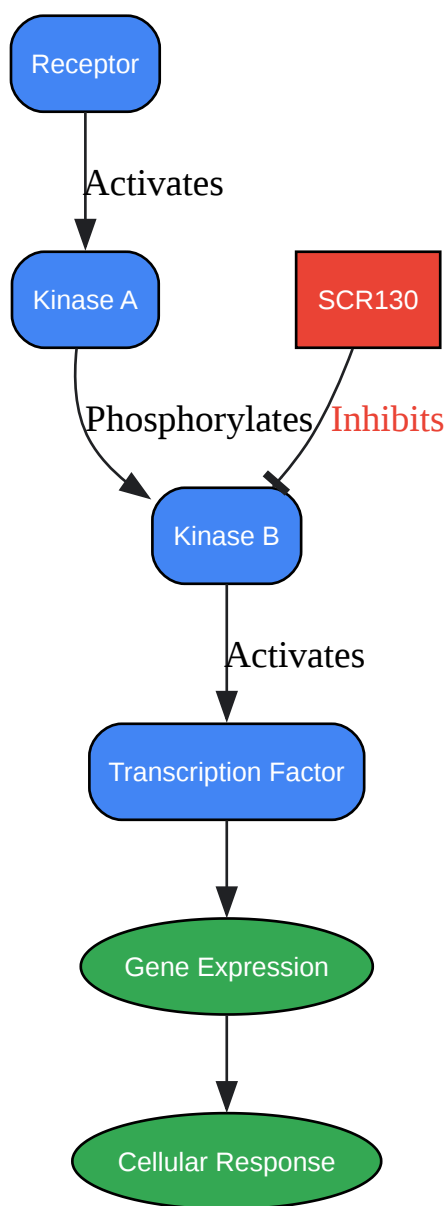 Receptor
Activates
Kinase A
SCR130
Phosphorylates
Inhibits
Kinase B
Activates
Transcription Factor
Gene Expression
Cellular Response